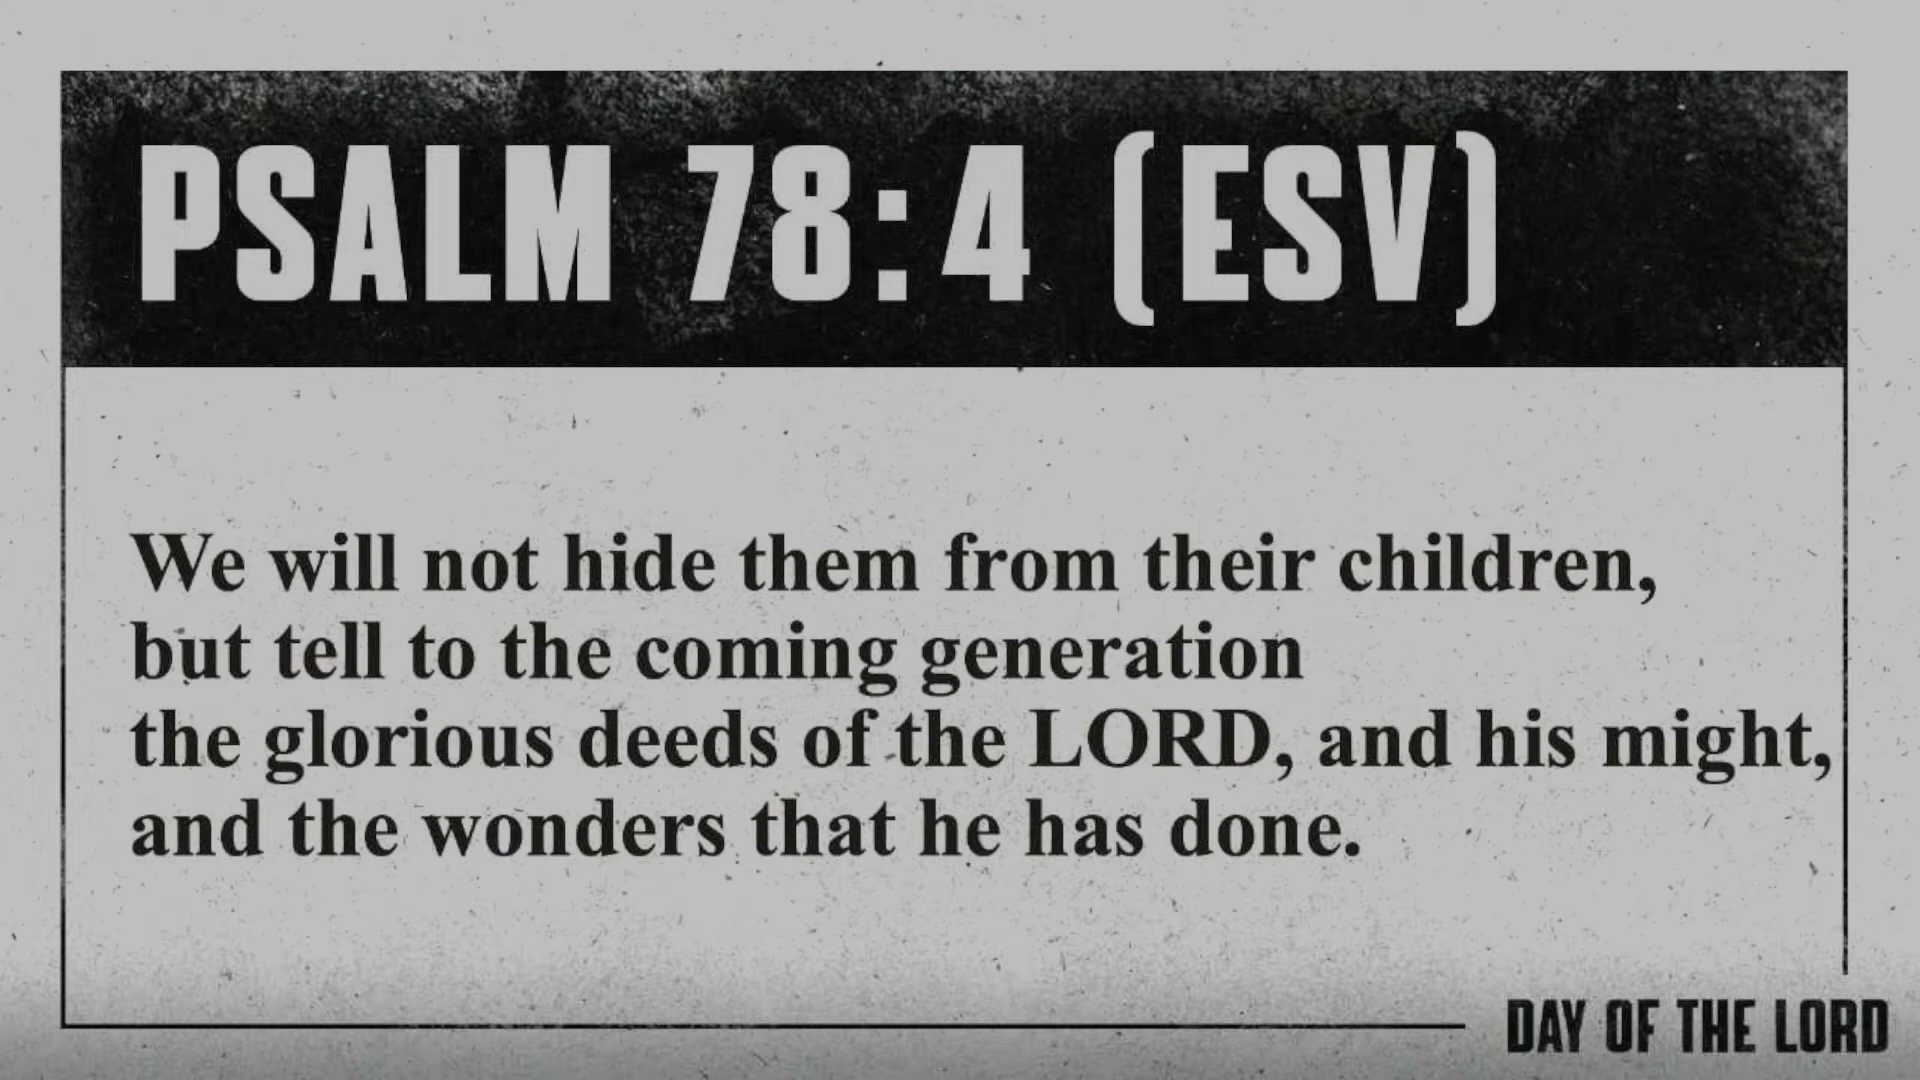 PSALM 78:4 (ESV)
We will not hide them from their children,
but tell to the coming generation
the glorious deeds of the LORD, and his might,
and the wonders that he has done.
DAY OF THE LORD